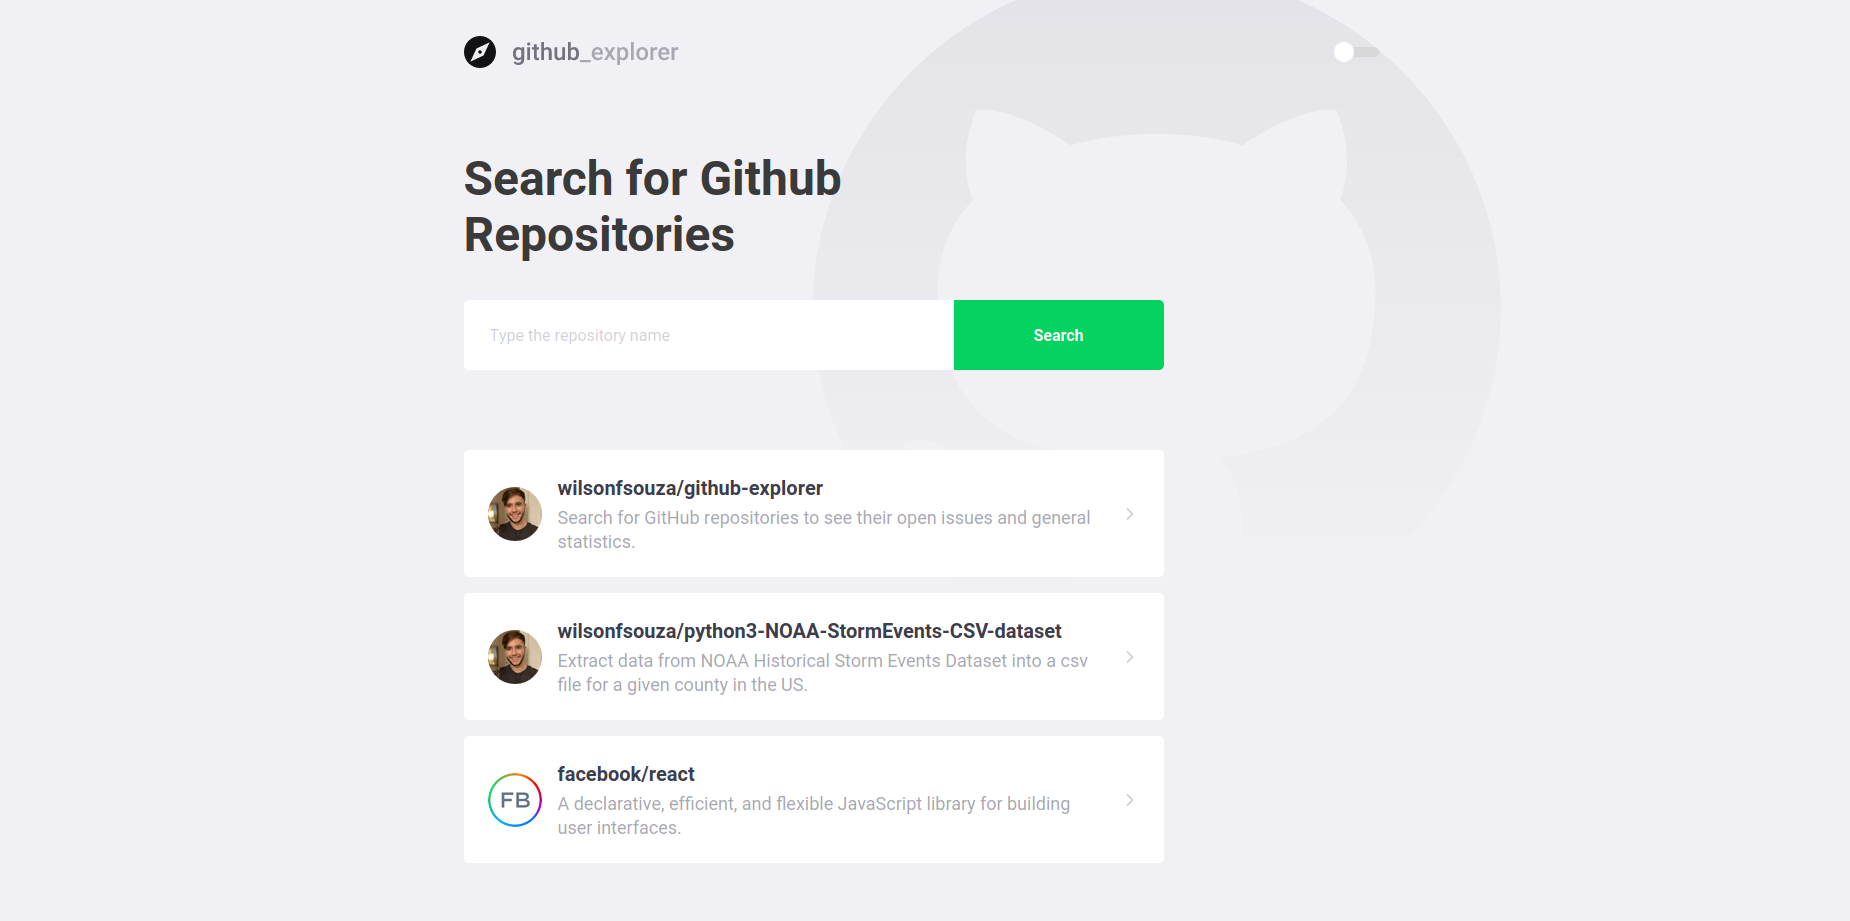 github_explorer
Search for Github
Repositories
Type the repository name
Search
wilsonfsouza/github-explorer
Search for GitHub repositories to see their open issues and general
statistics.
wilsonfsouza/python3-NOAA-StormEvents-CSV-dataset
Extract data from NOAA Historical Storm Events Dataset into a csv
file for a given county in the US.
FB
facebook/react
A declarative, efficient, and flexible JavaScript library for building
user interfaces.